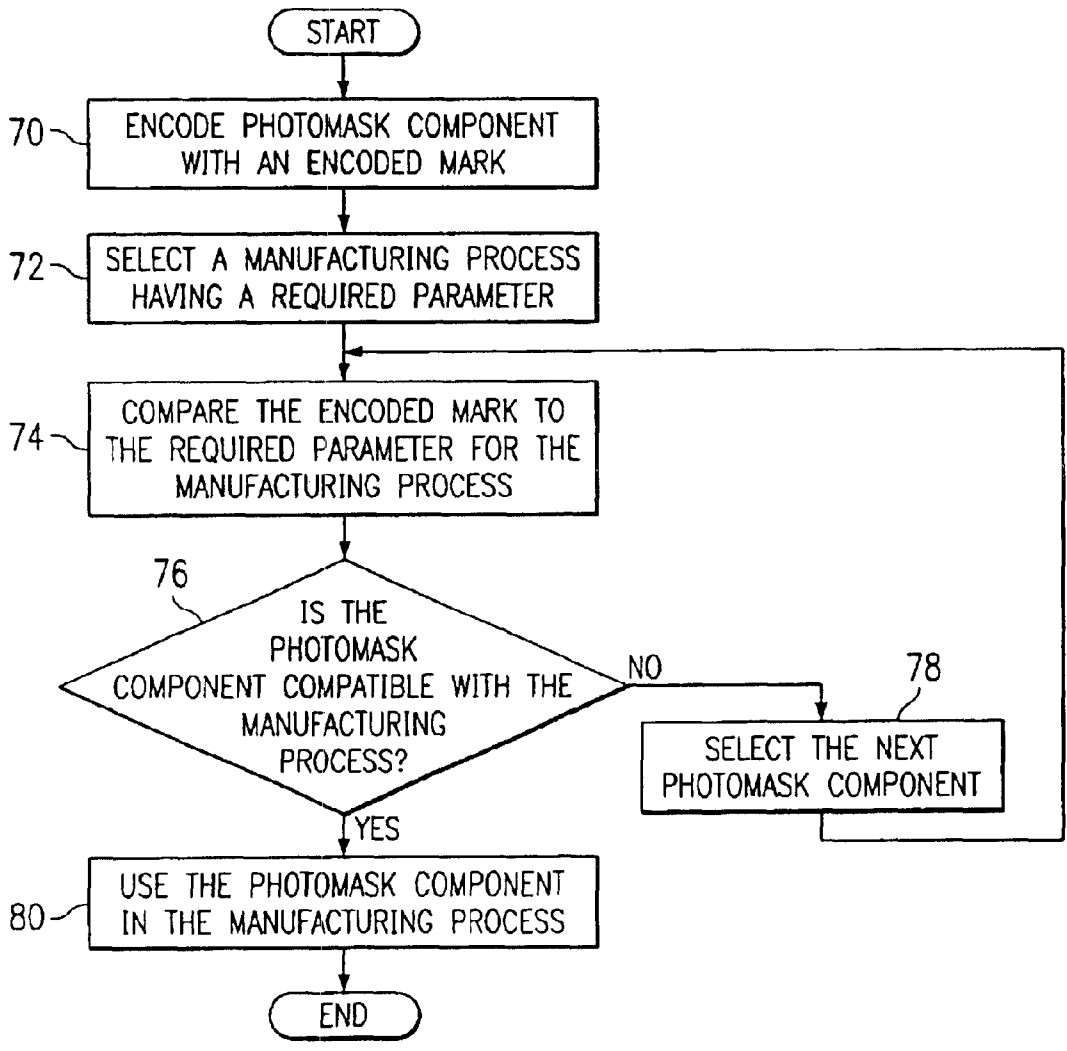 START
70
ENCODE PHOTOMASK COMPONENT
WITH AN ENCODED MARK
72
SELECT A MANUFACTURING PROCESS
HAVING A REQUIRED PARAMETER
74
COMPARE THE ENCODED MARK TO
THE REQUIRED PARAMETER FOR THE
MANUFACTURING PROCESS
76
IS THE
PHOTOMASK
COMPONENT COMPATIBLE WITH THE
MANUFACTURING
PROCESS?
NO
78
SELECT THE NEXT
PHOTOMASK COMPONENT
YES
80
USE THE PHOTOMASK COMPONENT
IN THE MANUFACTURING PROCESS
END